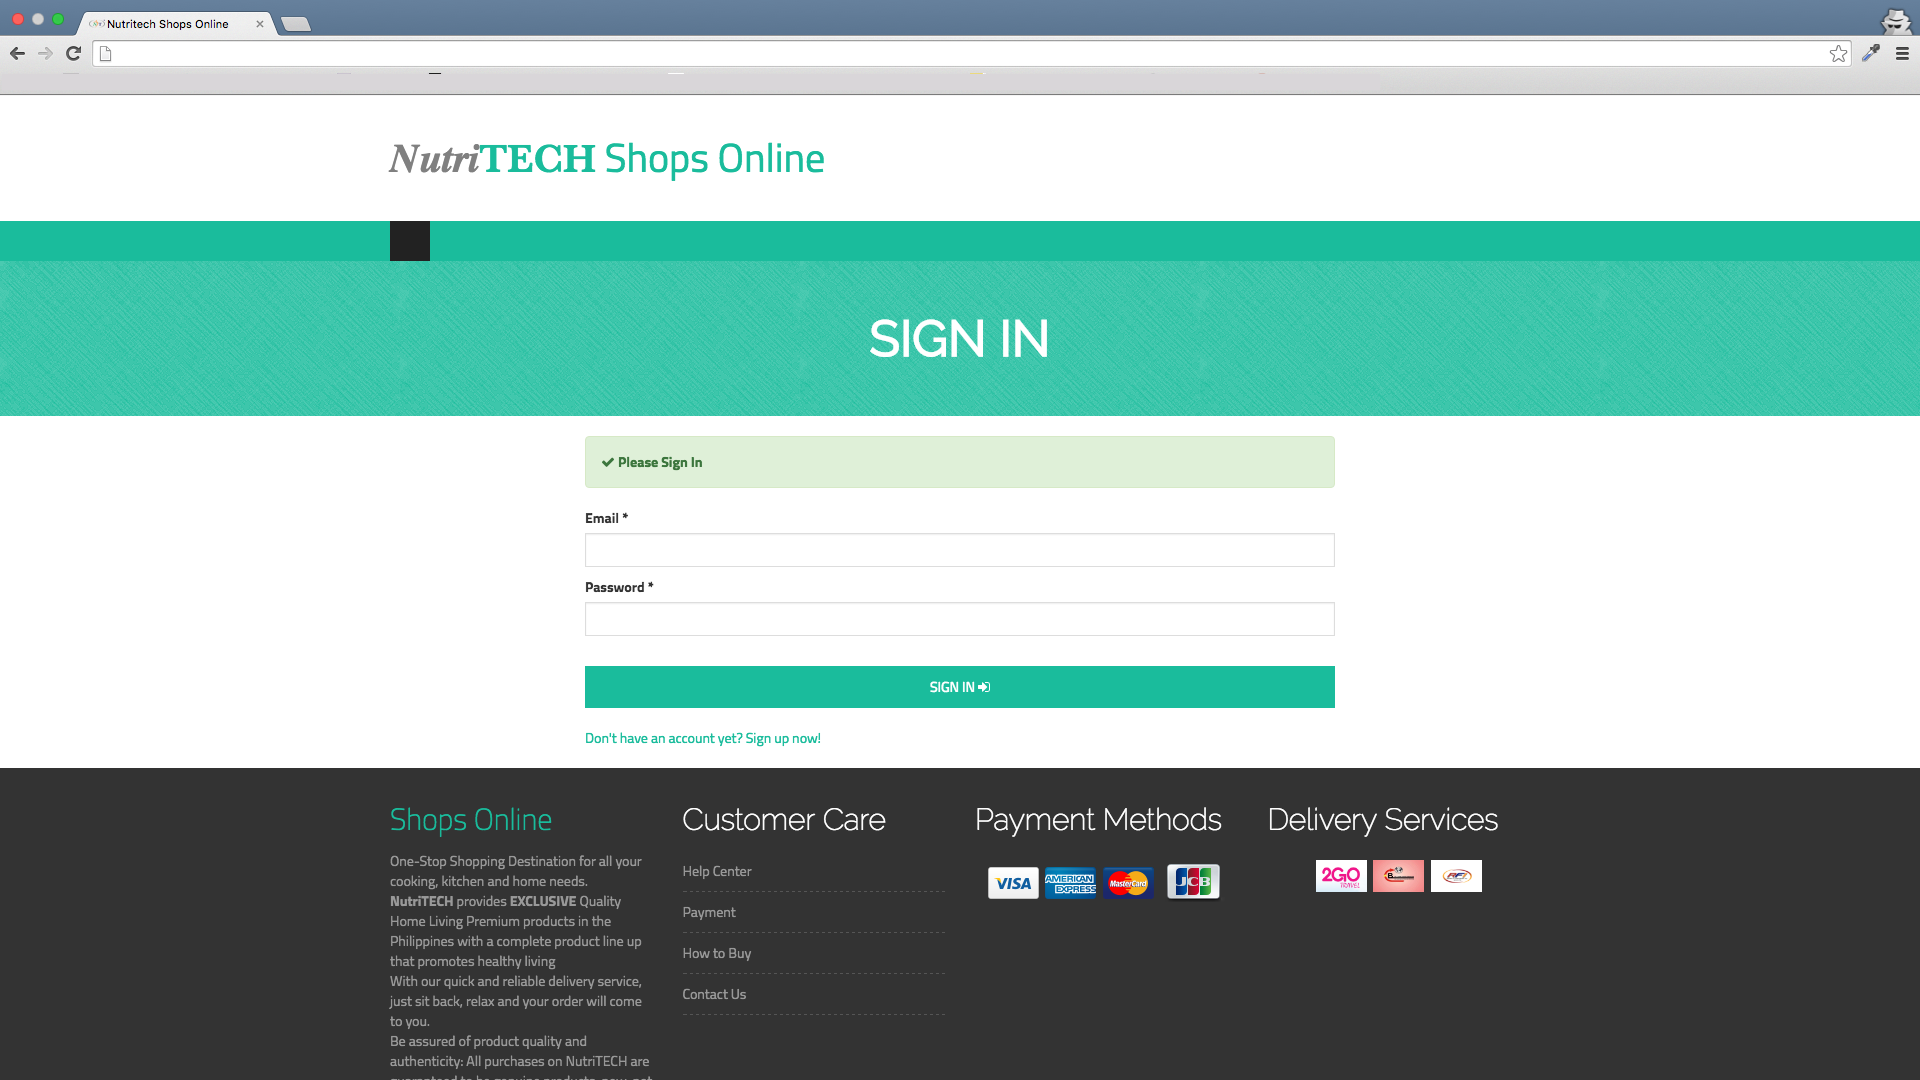 Nutritech Shops Online
NutriTECH Shops Online
SIGN IN
Please Sign In
Email *
Password *
SIGN IN
Don't have an account yet? Sign up now!
Shops Online
One-Stop Shopping Destination for all your
cooking, kitchen and home needs.
NutriTECH provides EXCLUSIVE Quality
Home Living Premium products in the
Philippines with a complete product line up
that promotes healthy living
With our quick and reliable delivery service,
just sit back, relax and your order will come
to you.
Be assured of product quality and
authenticity: All purchases on NutriTECH are
Customer Care
Help Center
Payment
How to Buy
Contact Us
Payment Methods
VISA
AMERICAN EXPRESS
MasterCard
JCB
Delivery Services
2GO
TRAVEL